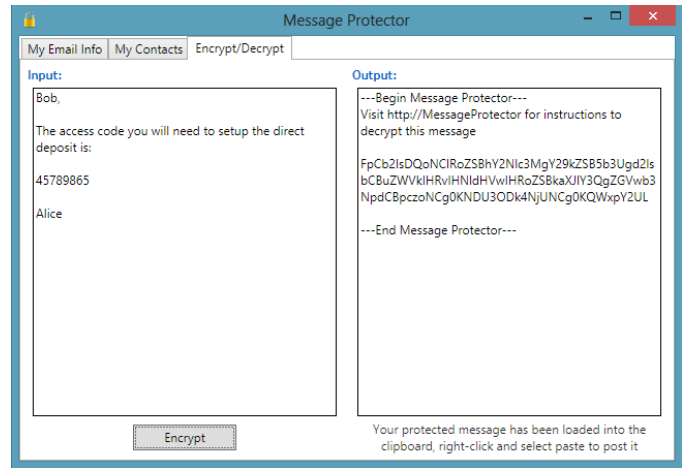 Message Protector
My Email Info My Contacts Encrypt/Decrypt
Input:
Bob,
The access code you will need to setup the direct
deposit is:
45789865
Alice
Encrypt
Output:
---Begin Message Protector---
Visit http://MessageProtector for instructions to
decrypt this message
FpCb2IsDQoNClRoZSBhY2Nlc3MgY29kZSB5b3Ugd2ls
bCBuZWVkIHRvIHNldHVwIHRoZSBkaXJlY3QgZGVwb3
NpdCBpczoNCg0KNDU3ODk4NjUNCg0KQWxpY2UL
---End Message Protector---
Your protected message has been loaded into the
clipboard, right-click and select paste to post it